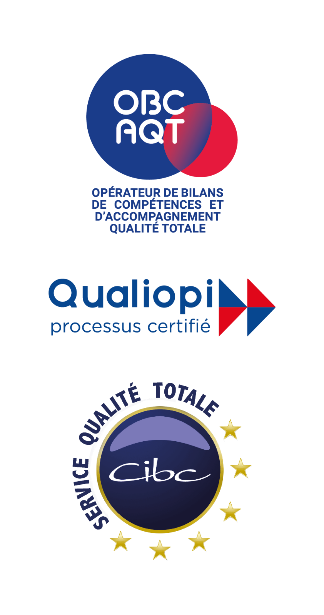 OBC
AQT
OPÉRATEUR DE BILANS
DE COMPÉTENCES ET
D'ACCOMPAGNEMENT
QUALITÉ TOTALE
Qualiopi
processus certifié
SERVICE QUALITÉ TOTALE
Cibc